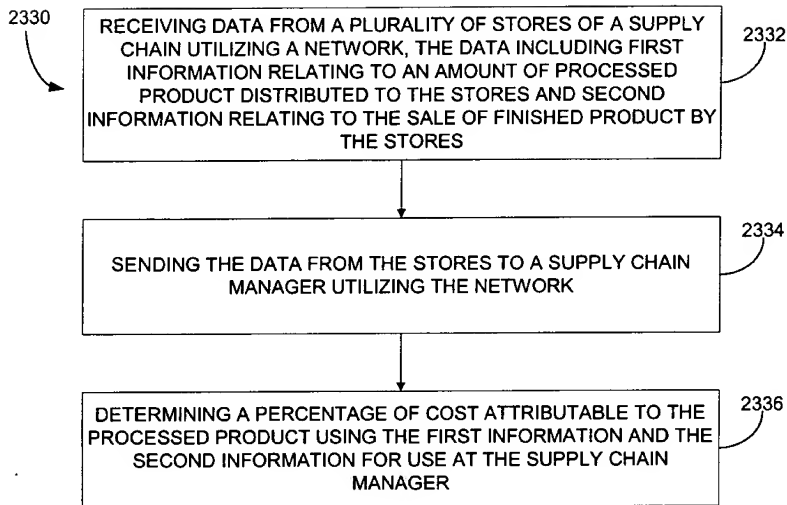 2330
RECEIVING DATA FROM A PLURALITY OF STORES OF A SUPPLY
CHAIN UTILIZING A NETWORK, THE DATA INCLUDING FIRST
INFORMATION RELATING TO AN AMOUNT OF PROCESSED
PRODUCT DISTRIBUTED TO THE STORES AND SECOND
INFORMATION RELATING TO THE SALE OF FINISHED PRODUCT BY
THE STORES
2332
SENDING THE DATA FROM THE STORES TO A SUPPLY CHAIN
MANAGER UTILIZING THE NETWORK
2334
DETERMINING A PERCENTAGE OF COST ATTRIBUTABLE TO THE
PROCESSED PRODUCT USING THE FIRST INFORMATION AND THE
SECOND INFORMATION FOR USE AT THE SUPPLY CHAIN
MANAGER
2336